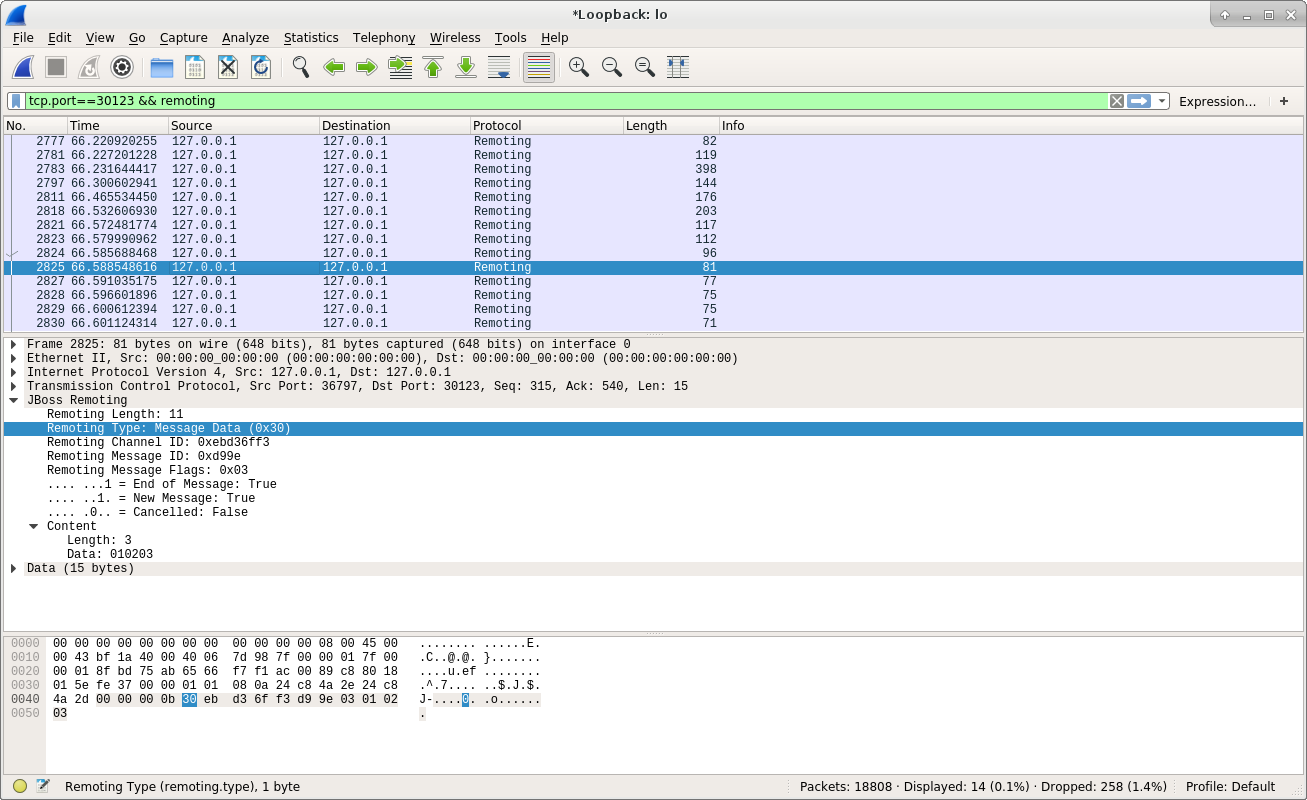 *Loopback: lo
File Edit View Go Capture Analyze Statistics Telephony Wireless Tools Help
tcp.port==30123 && remoting Expression… +
No. Time Source Destination Protocol Length Info
2777 66.220920255 127.0.0.1 127.0.0.1 Remoting 82
2781 66.227201228 127.0.0.1 127.0.0.1 Remoting 119
2783 66.231644417 127.0.0.1 127.0.0.1 Remoting 398
2797 66.300602941 127.0.0.1 127.0.0.1 Remoting 144
2811 66.465534450 127.0.0.1 127.0.0.1 Remoting 176
2818 66.532606930 127.0.0.1 127.0.0.1 Remoting 203
2821 66.572481774 127.0.0.1 127.0.0.1 Remoting 117
2823 66.579990962 127.0.0.1 127.0.0.1 Remoting 112
2824 66.585688468 127.0.0.1 127.0.0.1 Remoting 96
2825 66.588548616 127.0.0.1 127.0.0.1 Remoting 81
2827 66.591035175 127.0.0.1 127.0.0.1 Remoting 77
2828 66.596601896 127.0.0.1 127.0.0.1 Remoting 75
2829 66.600612394 127.0.0.1 127.0.0.1 Remoting 75
2830 66.601124314 127.0.0.1 127.0.0.1 Remoting 71
Frame 2825: 81 bytes on wire (648 bits), 81 bytes captured (648 bits) on interface 0
Ethernet II, Src: 00:00:00_00:00:00 (00:00:00:00:00:00), Dst: 00:00:00_00:00:00 (00:00:00:00:00:00)
Internet Protocol Version 4, Src: 127.0.0.1, Dst: 127.0.0.1
Transmission Control Protocol, Src Port: 36797, Dst Port: 30123, Seq: 315, Ack: 540, Len: 15
JBoss Remoting
Remoting Length: 11
Remoting Type: Message Data (0x30)
Remoting Channel ID: 0xebd36ff3
Remoting Message ID: 0xd99e
Remoting Message Flags: 0x03
.... ...1 = End of Message: True
.... ..1. = New Message: True
.... .0.. = Cancelled: False
Content
Length: 3
Data: 010203
Data (15 bytes)
0000 00 00 00 00 00 00 00 00 00 00 00 00 08 00 45 00 ........ ......E.
0010 00 43 bf 1a 40 00 40 06 7d 98 7f 00 00 01 7f 00 .C..@.@. }.......
0020 00 01 8f bd 75 ab 65 66 f7 f1 ac 00 89 c8 80 18 ....u.ef ........
0030 01 5e fe 37 00 00 01 01 08 0a 24 c8 4a 2e 24 c8 .^.7.... ..$.J.$.
0040 4a 2d 00 00 00 0b 30 eb d3 6f f3 d9 9e 03 01 02 J-....0. .o......
0050 03 .
Remoting Type (remoting.type), 1 byte Packets: 18808 · Displayed: 14 (0.1%) · Dropped: 258 (1.4%) Profile: Default